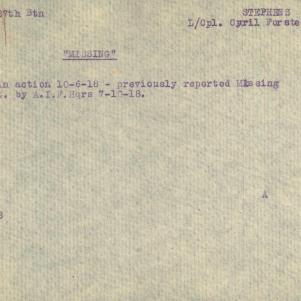 37th Btn STEPHENS
L/Cpl. Cyril Forste
"MISSING"
in action 10-6-18 - previously reported Missing
. by A.I.F.Hqrs 7-10-18.
A